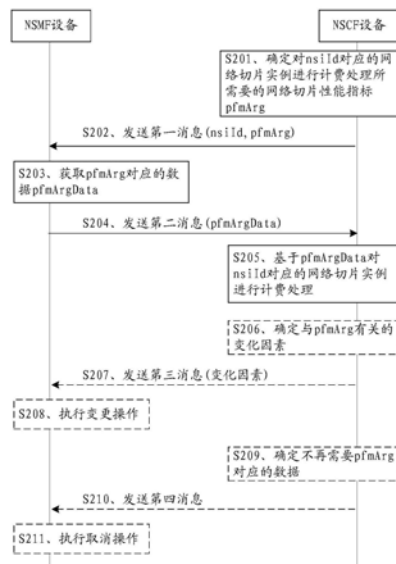 NSMF设备
NSCF设备
S201、确定对nsiId对应的网
络切片实例进行计费处理所
需要的网络切片性能指标
pfmArg
S202、发送第一消息(nsiId,pfmArg)
S203、获取pfmArg对应的数
据pfmArgData
S204、发送第二消息(pfmArgData)
S205、基于pfmArgData对
nsiId对应的网络切片实例
进行计费处理
S206、确定与pfmArg有关的
变化因素
S207、发送第三消息(变化因素)
S208、执行变更操作
S209、确定不再需要pfmArg
对应的数据
S210、发送第四消息
S211、执行取消操作